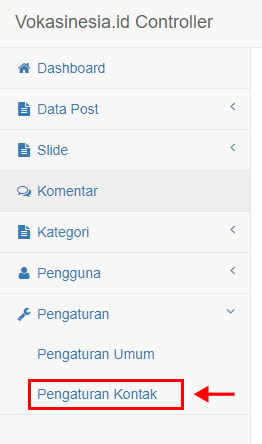 Vokasinesia.id Controller
Dashboard
Data Post
Slide
Komentar
Kategori
Pengguna
Pengaturan
Pengaturan Umum
Pengaturan Kontak